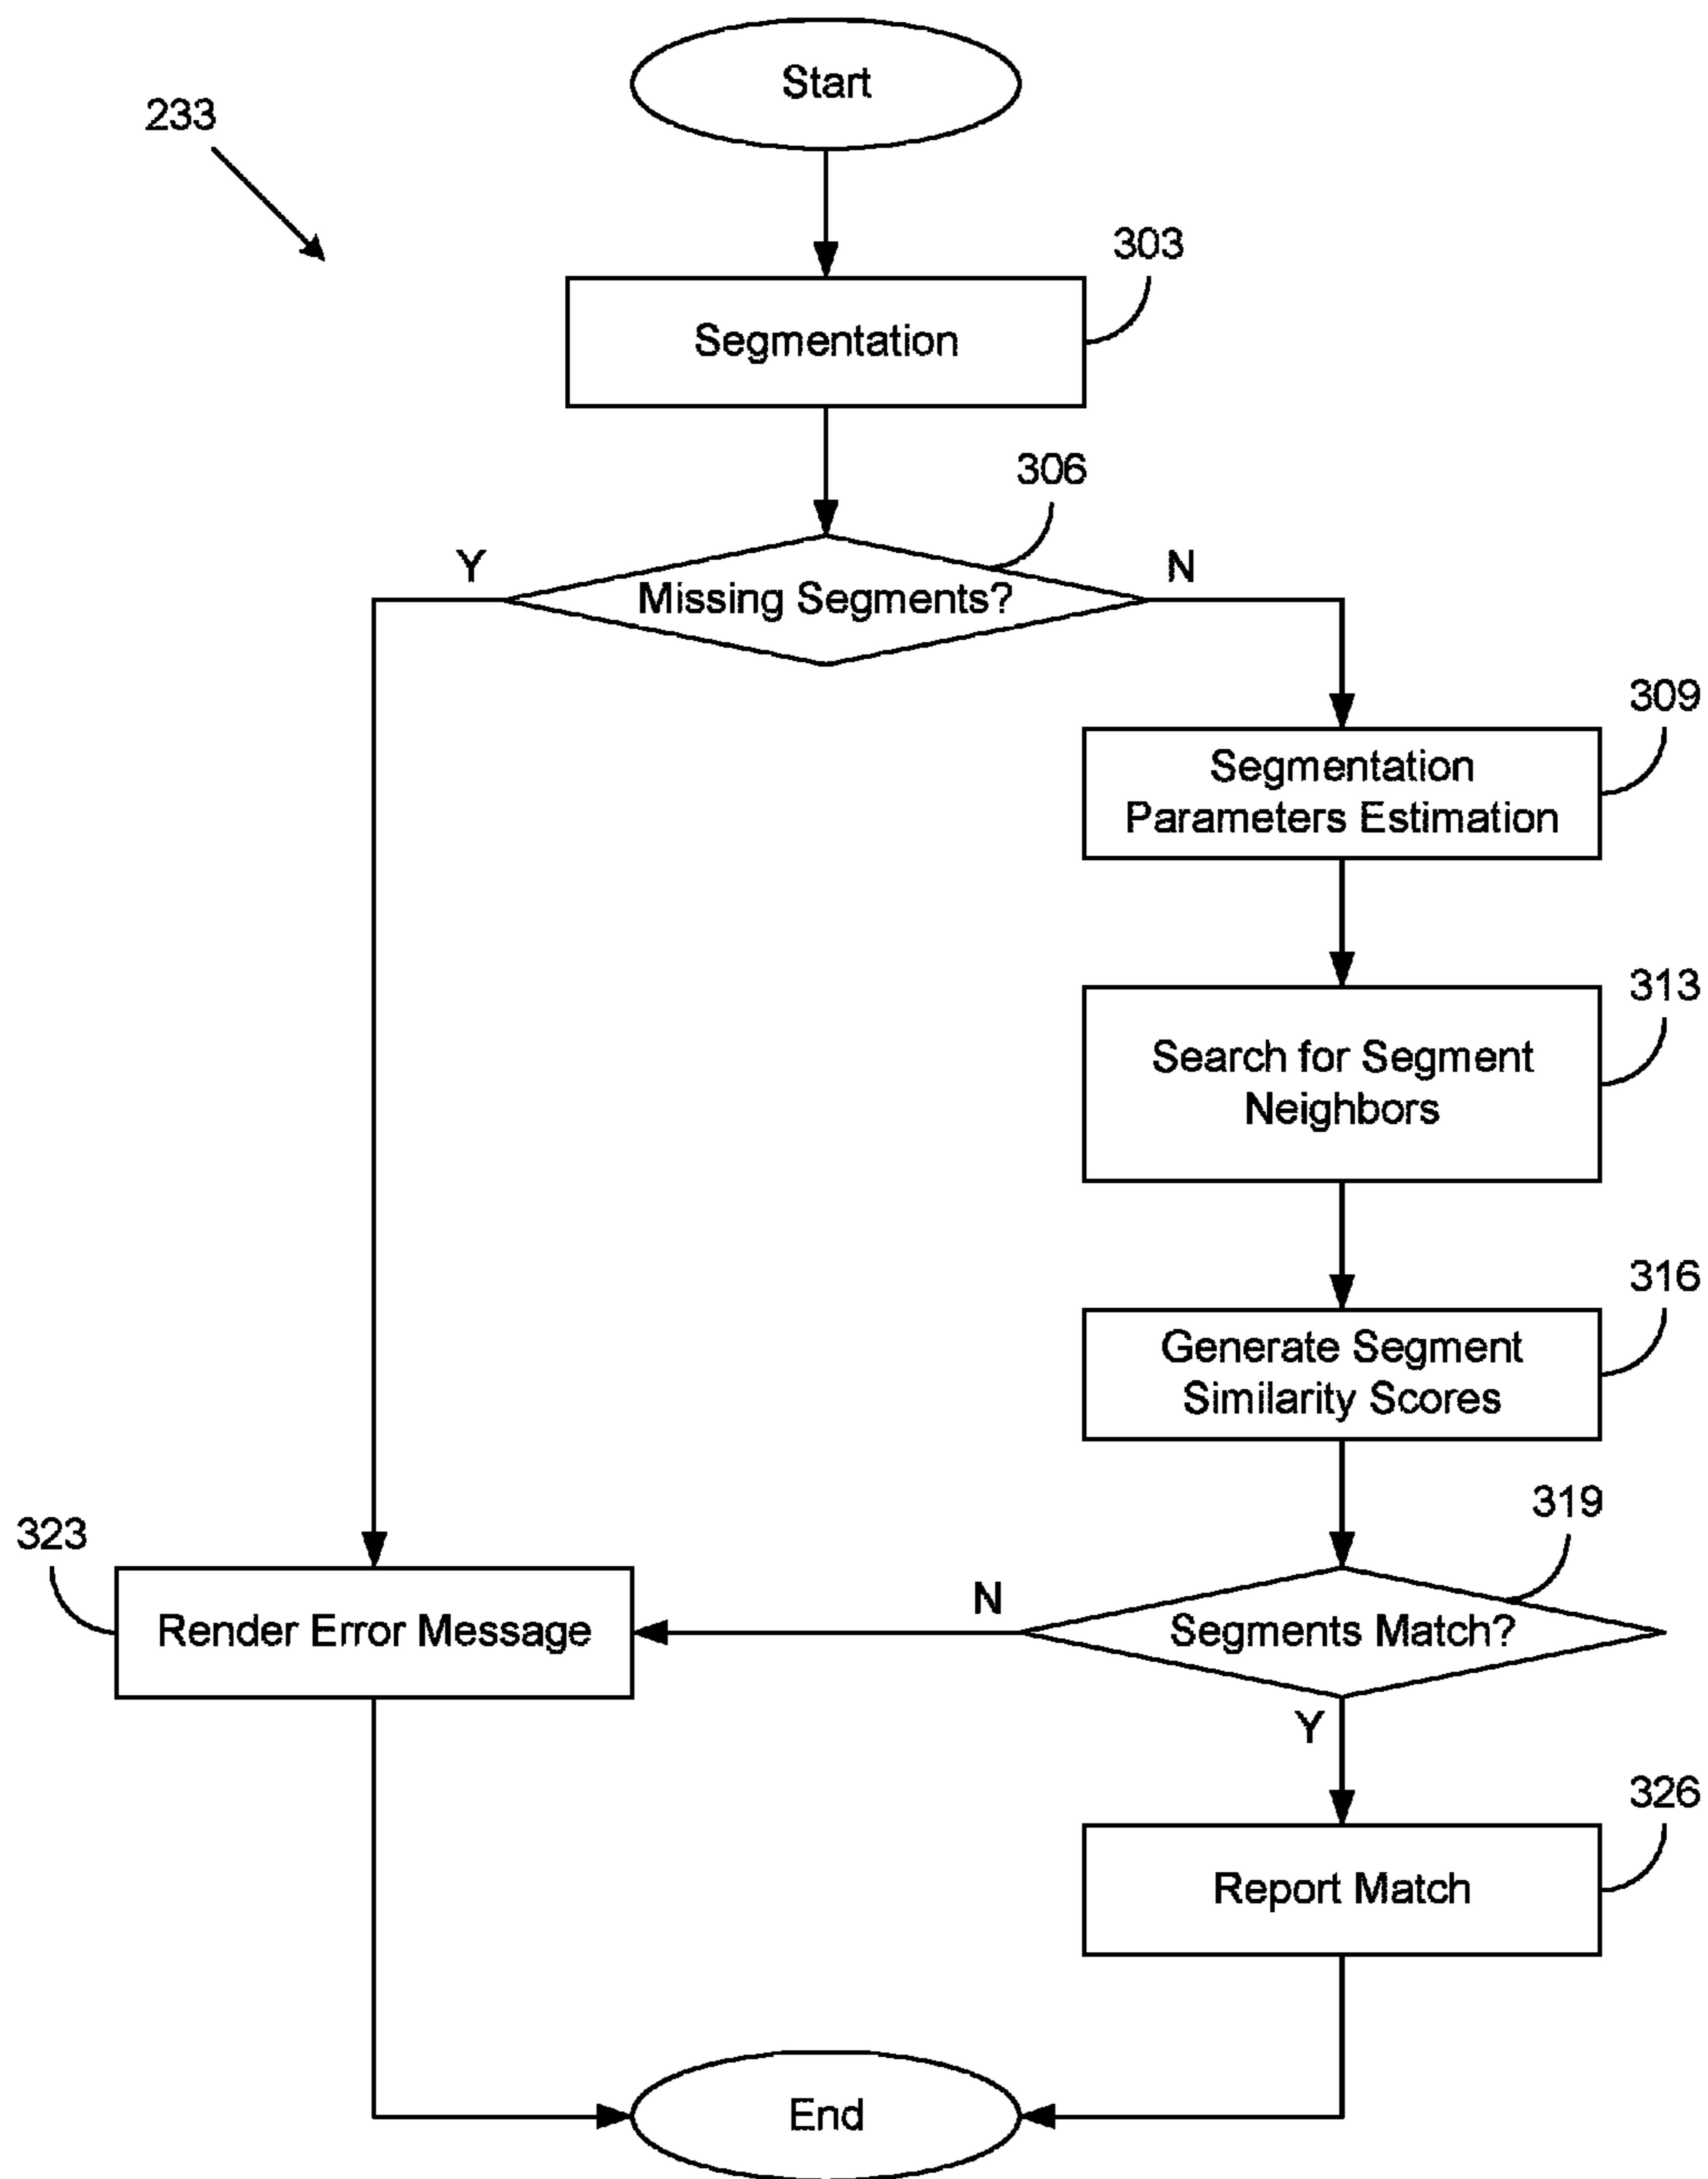 Start
233
303
Segmentation
306
Y
N
Missing Segments?
309
Segmentation
Parameters Estimation
313
Search for Segment
Neighbors
316
Generate Segment
Similarity Scores
319
323
N
Render Error Message
Segments Match?
Y
326
Report Match
End